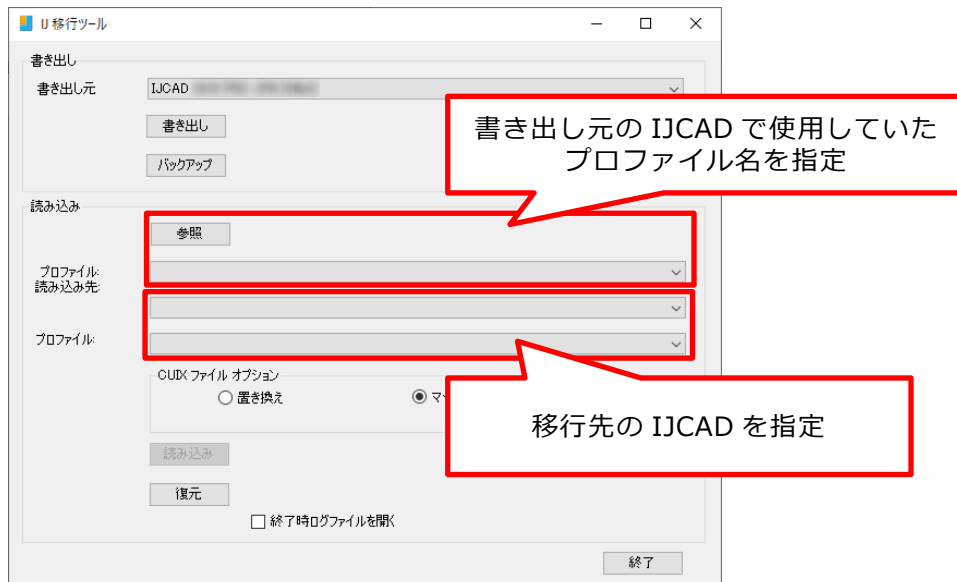 IJ 移行ツール
書き出し
書き出し元
IJCAD
書き出し
バックアップ
書き出し元の IJCAD で使用していた
プロファイル名を指定
読み込み
参照
プロファイル:
読み込み先:
プロファイル:
CUIX ファイル オプション
置き換え
移行先の IJCAD を指定
読み込み
復元
終了時ログファイルを開く
終了